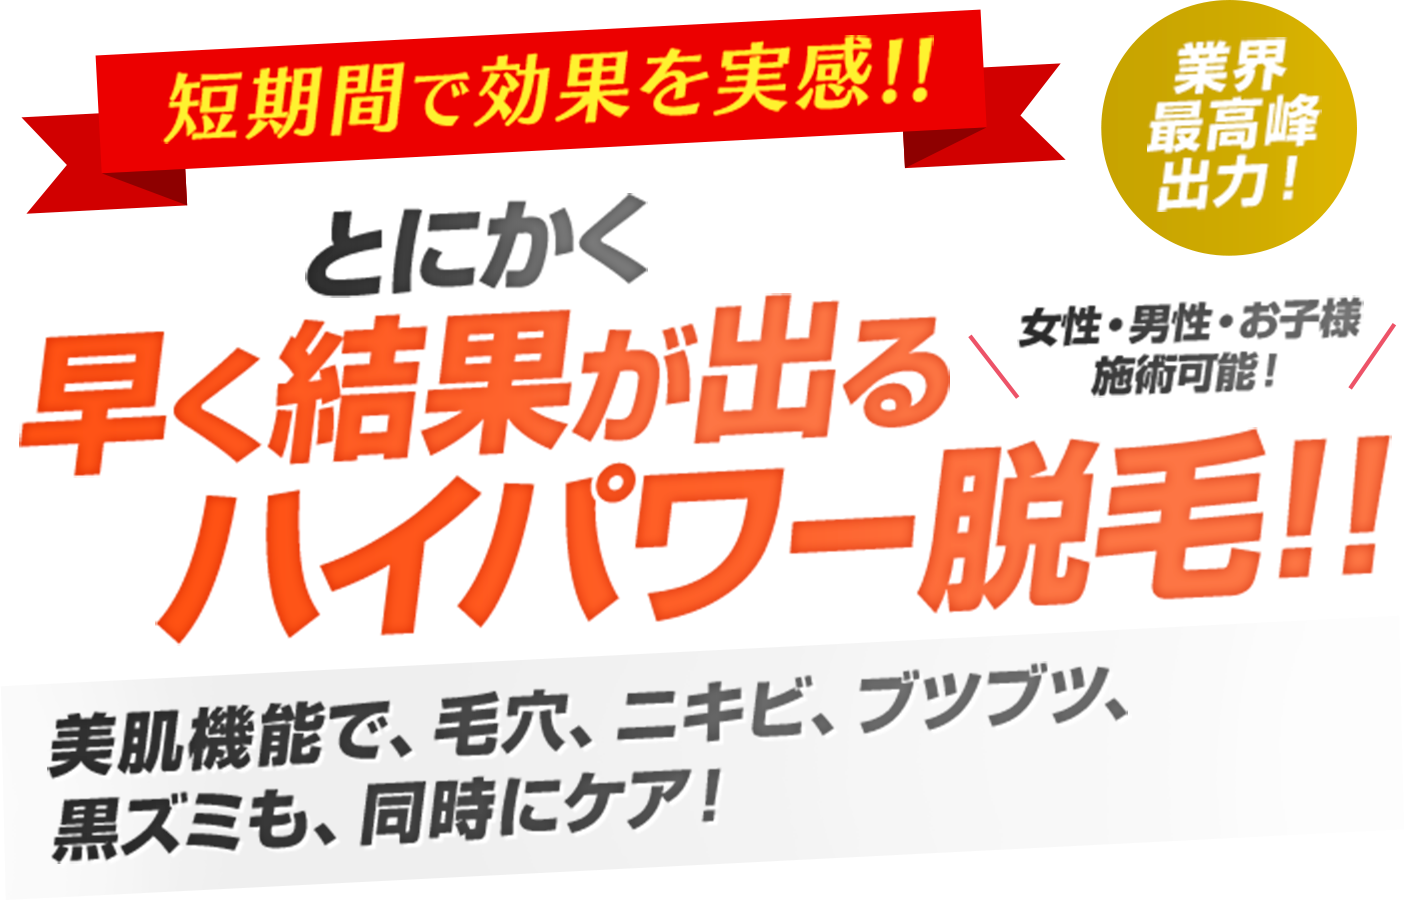 短期間で効果を実感!!
業界
最高峰
出力！
とにかく
早く結果が出る
女性・男性・お子様
施術可能！
ハイパワー脱毛!!
美肌機能で、毛穴、ニキビ、ブツブツ、
黒ズミも、同時にケア！